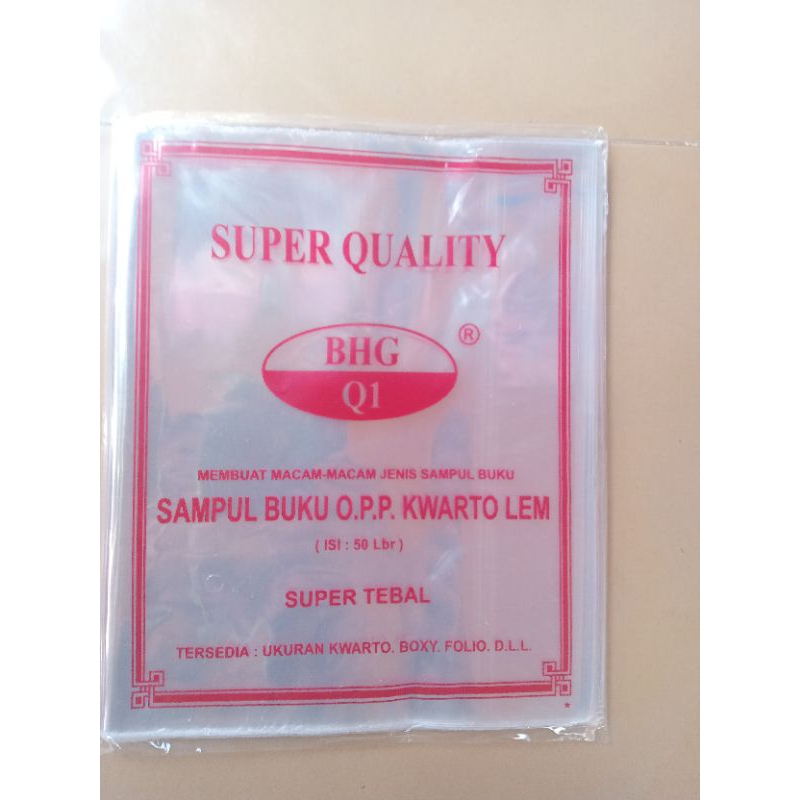 SUPER QUALITY
BHG
®
Q1
MEMBUAT MACAM-MACAM JENIS SAMPUL BUKU
SAMPUL BUKU O.P.P. KWARTO LEM
( ISI : 50 Lbr )
SUPER TEBAL
TERSEDIA : UKURAN KWARTO. BOXY. FOLIO. D.L.L.
*